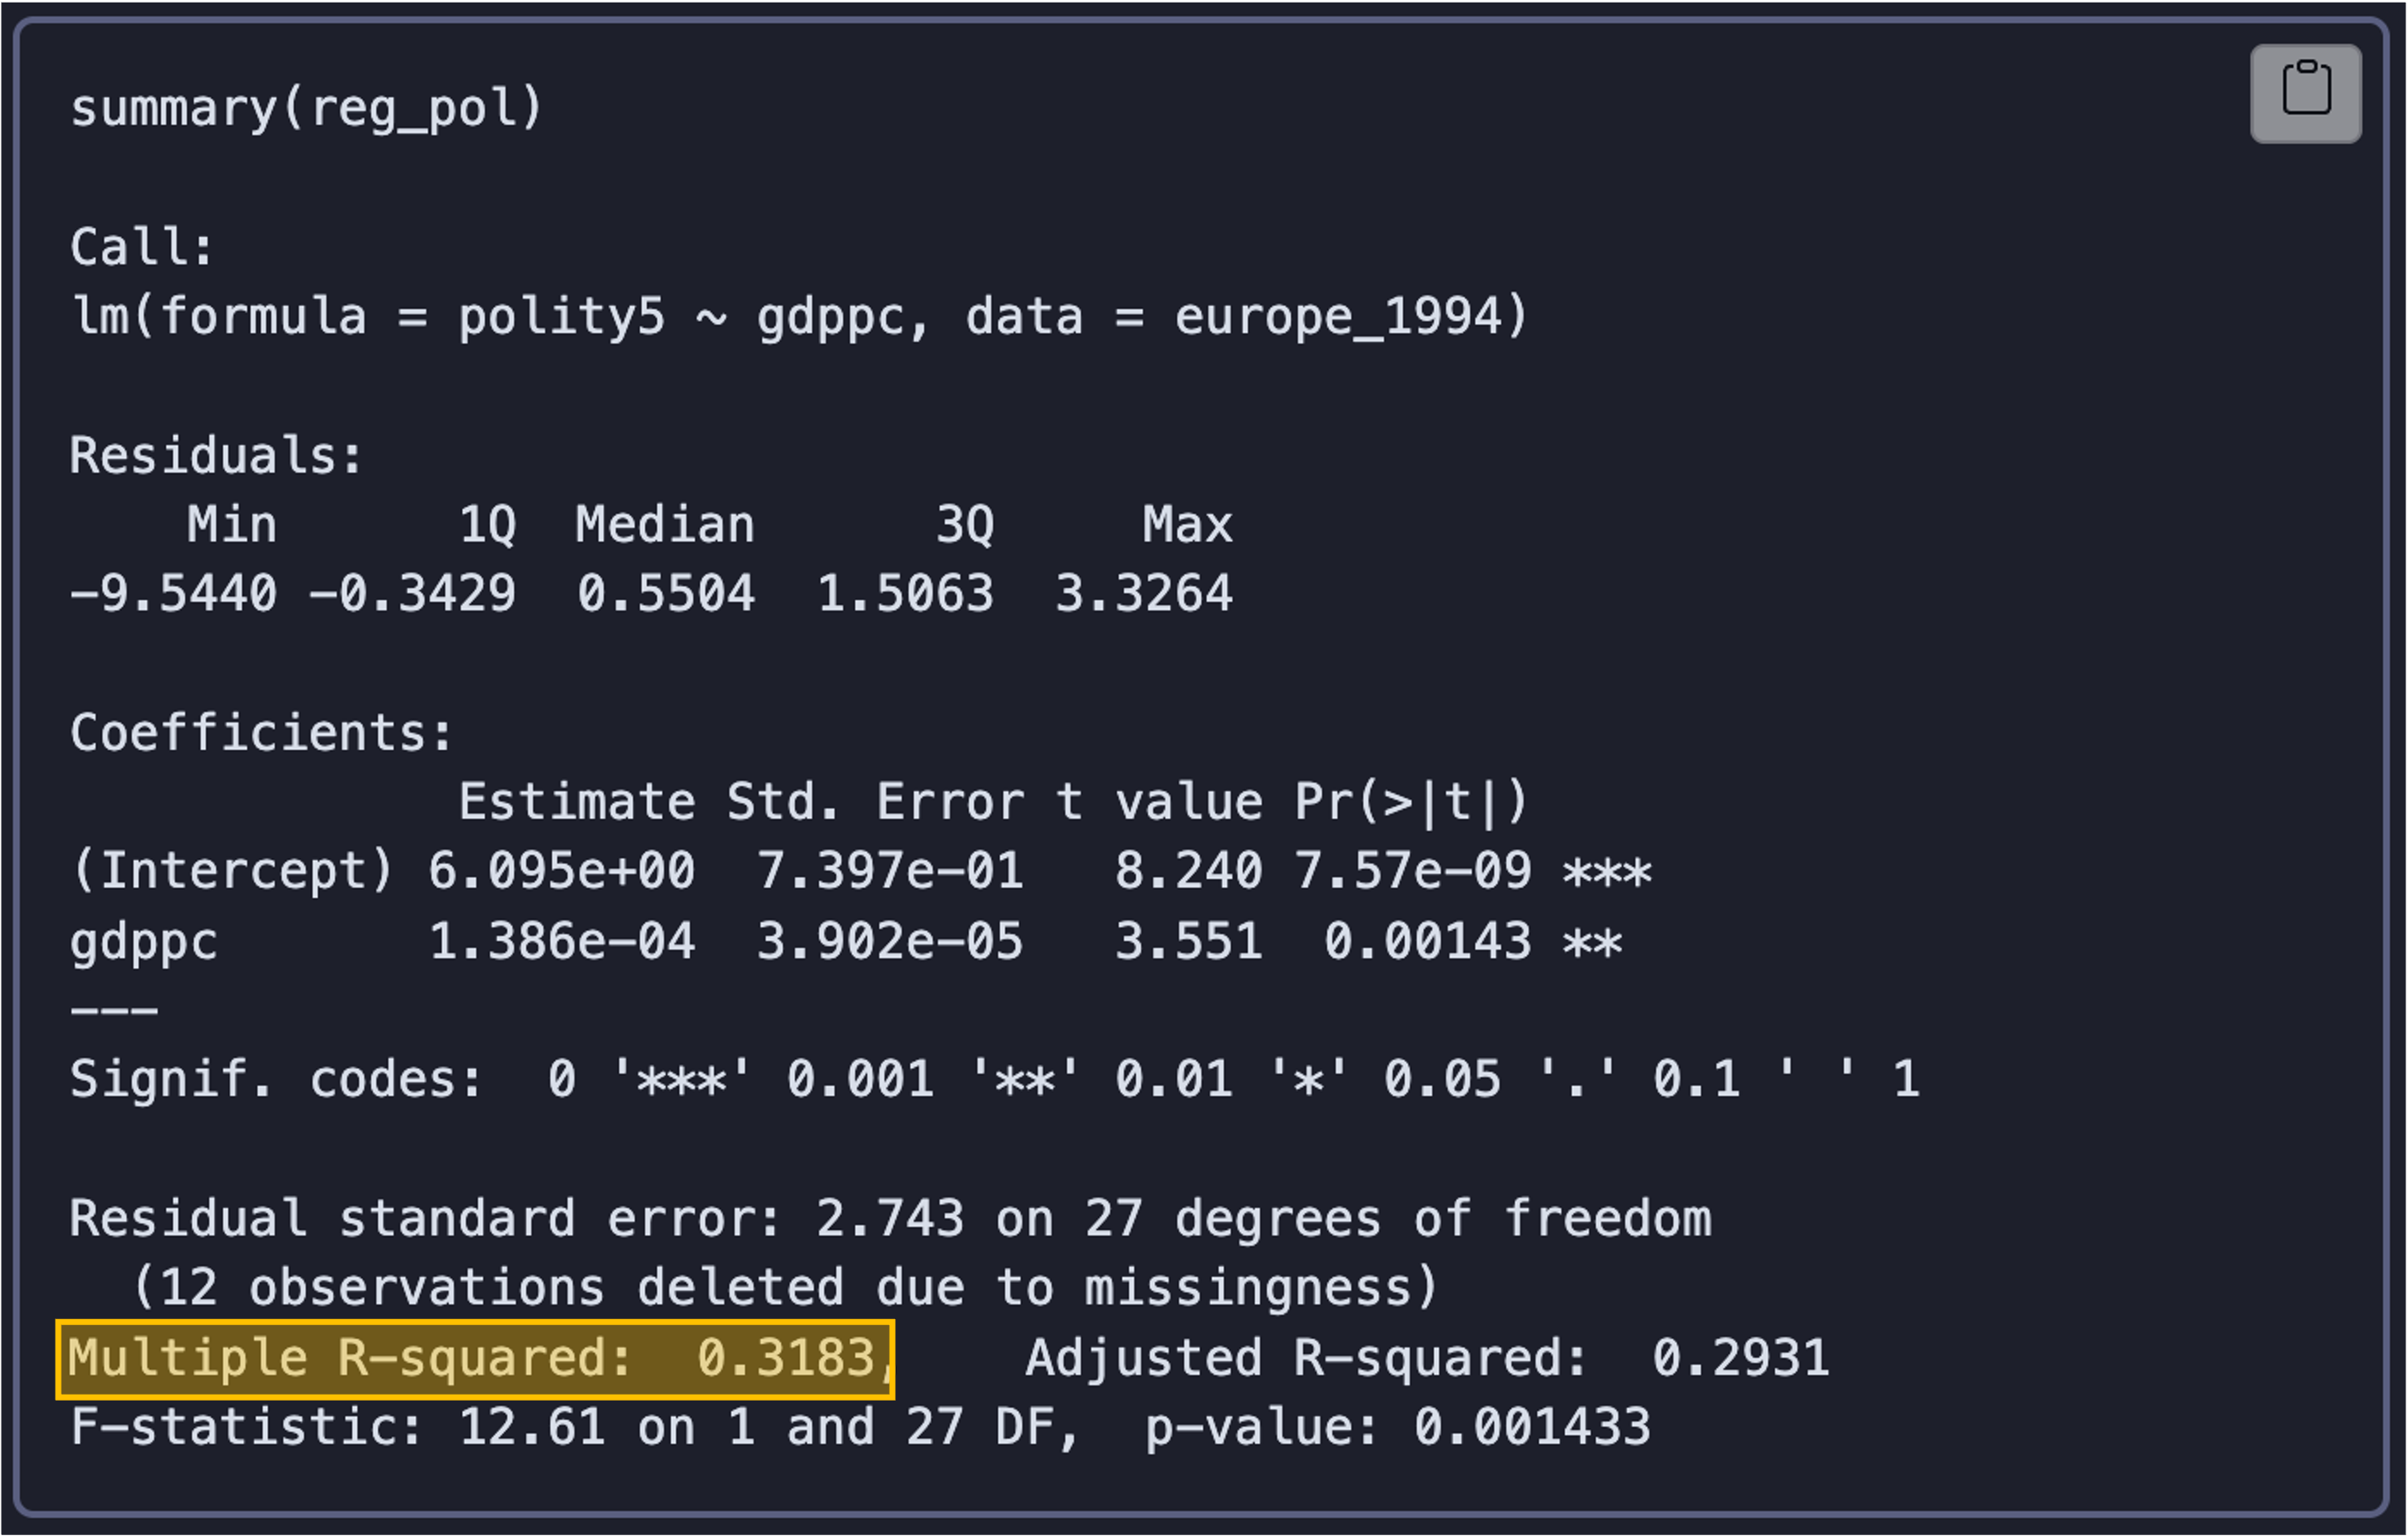 summary(reg_pol)
Call:
lm(formula = polity5 ~ gdppc, data = europe_1994)
Residuals:
    Min      1Q  Median      3Q     Max
-9.5440 -0.3429  0.5504  1.5063  3.3264
Coefficients:
             Estimate Std. Error t value Pr(>|t|)
(Intercept) 6.095e+00  7.397e-01   8.240 7.57e-09 ***
gdppc       1.386e-04  3.902e-05   3.551  0.00143 **
---
Signif. codes:  0 '***' 0.001 '**' 0.01 '*' 0.05 '.' 0.1 ' ' 1
Residual standard error: 2.743 on 27 degrees of freedom
  (12 observations deleted due to missingness)
Multiple R-squared:  0.3183,    Adjusted R-squared:  0.2931
F-statistic: 12.61 on 1 and 27 DF,  p-value: 0.001433